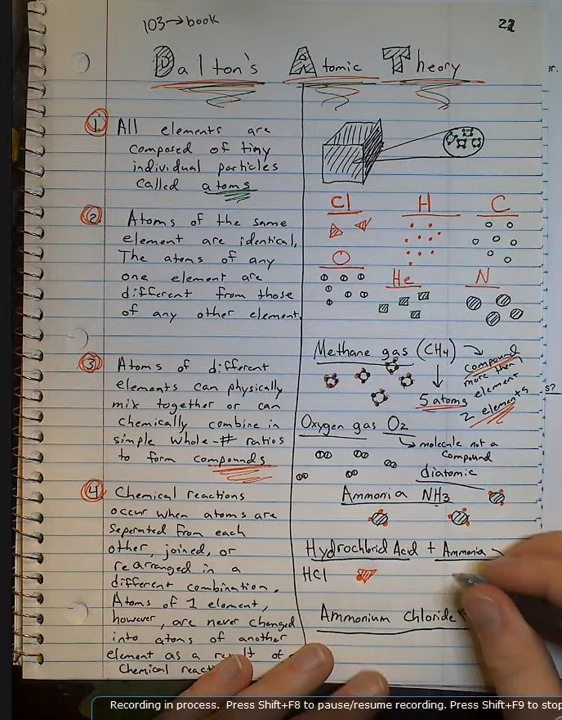 103→book
22
Dalton's Atomic Theory
1 All elements are
composed of tiny
individual particles
called atoms
2 Atoms of the same
element are identical.
The atoms of any
one element are
different from those
of any other element.
3 Atoms of different
elements can physically
mix together or can
chemically combine in
simple whole-# ratios
to form compounds
4 Chemical reactions
occur when atoms are
seperated from each
other, joined, or
rearranged in a
different combination.
Atoms of 1 element,
however, are never changed
into atoms of another
element as a result of
Chemical
Cl H C
O He N
Methane gas (CH4) →
compound
more than 1
element
5 atoms
2 elements
Oxygen gas O2
molecule not a
compound
diatomic
Ammonia NH3
Hydrochloric Acid + Ammonia
HCl
Ammonium Chloride
s?
Recording in process. Press Shift+F8 to pause/resume recording. Press Shift+F9 to stop